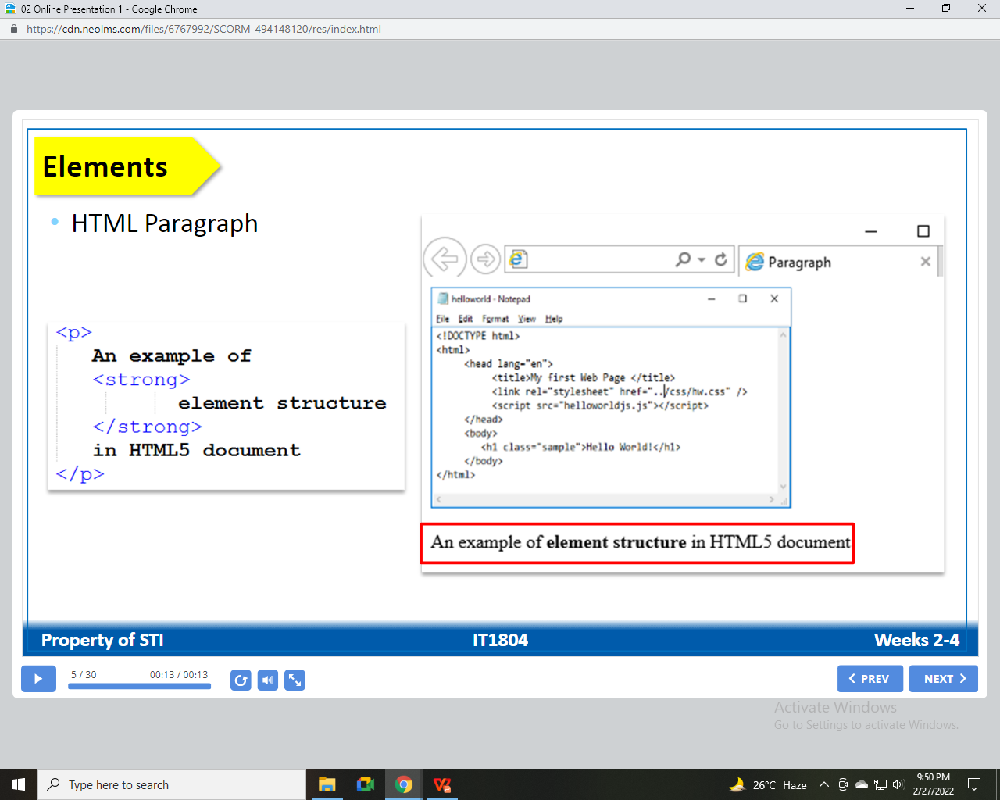 02 Online Presentation 1 - Google Chrome
https://cdn.neolms.com/files/6767992/SCORM_494148120/res/index.html
Elements
• HTML Paragraph
<p>
An example of
<strong>
element structure
</strong>
in HTML5 document
</p>
Paragraph
helloworld - Notepad
File Edit Format View Help
<!DOCTYPE html>
<html>
<head lang="en">
<title>My first Web Page </title>
<link rel="stylesheet" href="../css/hw.css" />
<script src="helloworldjs.js"></script>
</head>
<body>
<h1 class="sample">Hello World!</h1>
</body>
</html>
An example of element structure in HTML5 document
Property of STI IT1804 Weeks 2-4
5 / 30 00:13 / 00:13
PREV NEXT
Activate Windows
Go to Settings to activate Windows.
Type here to search
26°C Haze
9:50 PM
2/27/2022